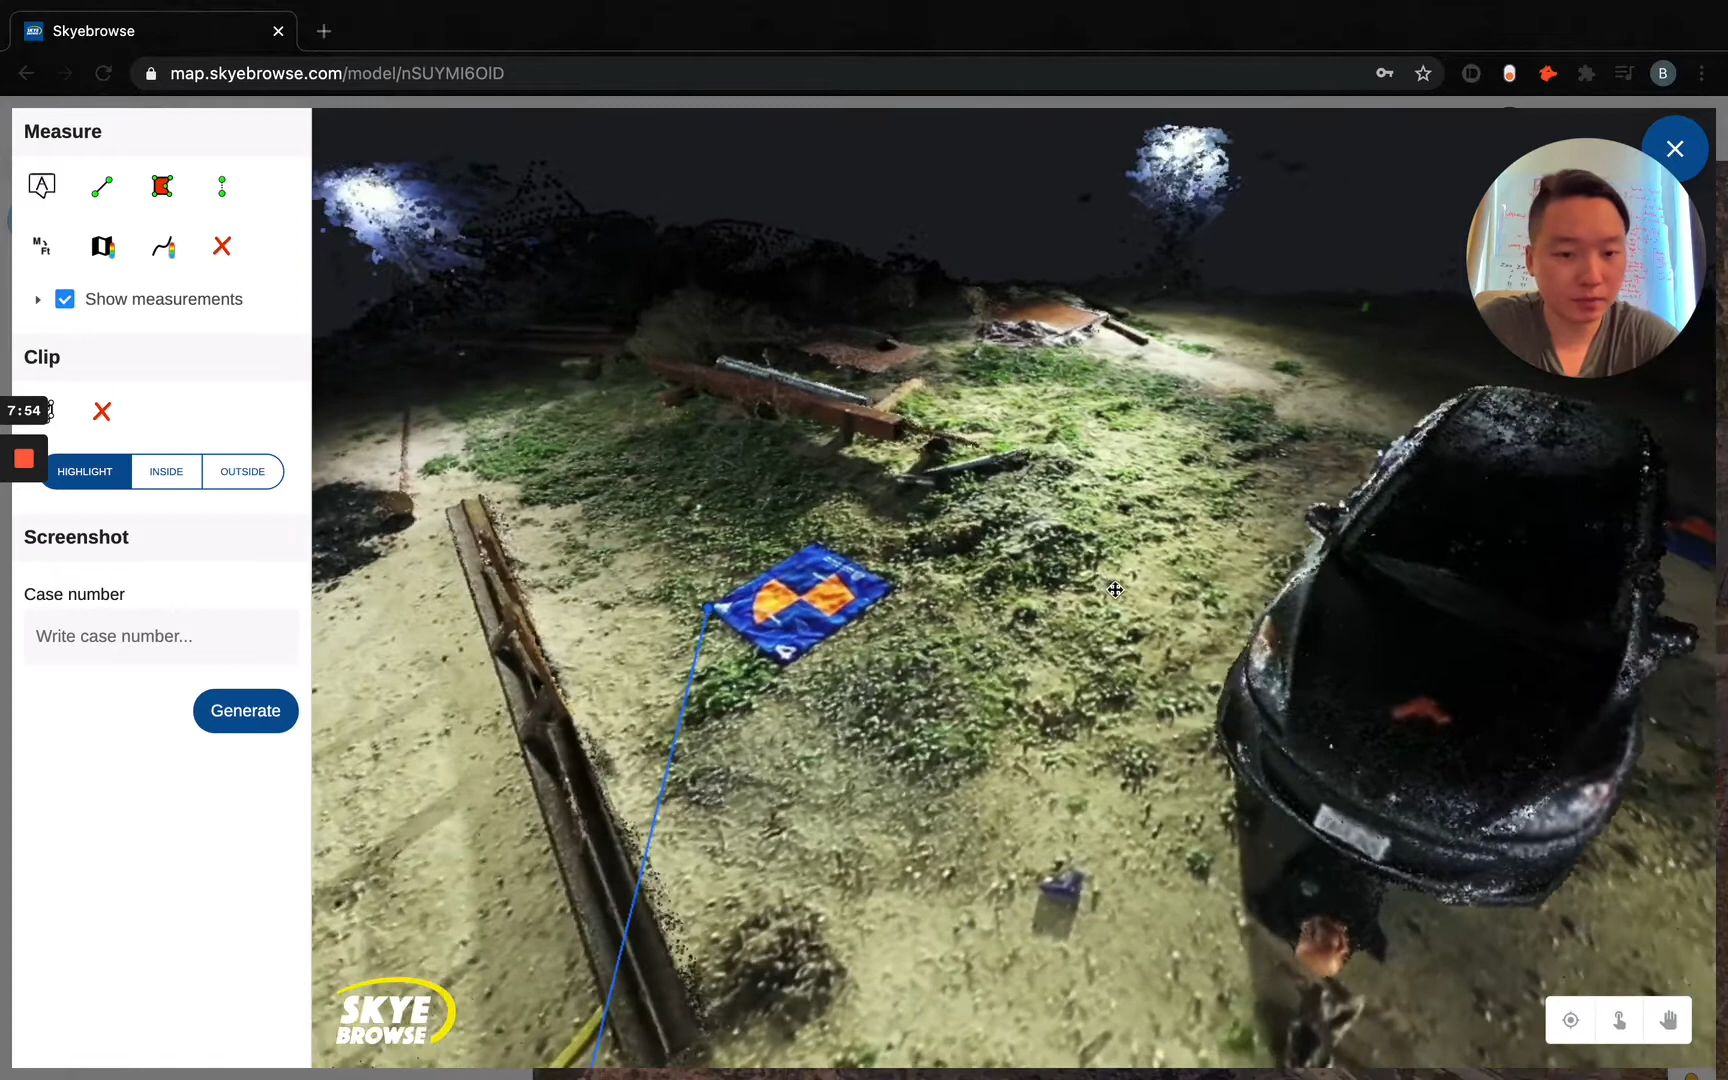 Skyebrowse
map.skyebrowse.com/model/nSUYMI6OID
B
Measure
A
M
Ft
Show measurements
Clip
7:54
HIGHLIGHT INSIDE OUTSIDE
Screenshot
Case number
Write case number...
Generate
SKYE
BROWSE